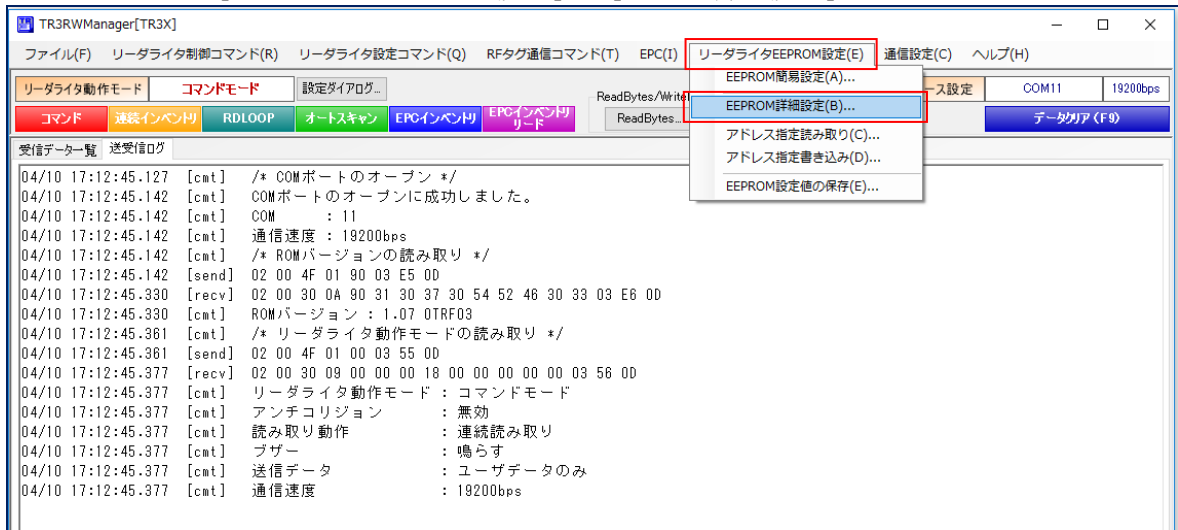 TR3RWManager[TR3X]
ファイル(F) リーダライタ制御コマンド(R) リーダライタ設定コマンド(Q) RFタグ通信コマンド(T) EPC(I) リーダライタEEPROM設定(E) 通信設定(C) ヘルプ(H)
リーダライタ動作モード コマンドモード 設定ダイアログ... ース設定 COM11 19200bps
コマンド 連続インベントリ RDLOOP オートスキャン EPCインベントリ EPCインベントリリード ReadBytes... データクリア(F9)
EEPROM簡易設定(A)...
EEPROM詳細設定(B)...
アドレス指定読み取り(C)...
アドレス指定書き込み(D)...
EEPROM設定値の保存(E)...
受信データ一覧 送受信ログ
04/10 17:12:45.127 [cmt] /* COMポートのオープン */
04/10 17:12:45.142 [cmt] COMポートのオープンに成功しました。
04/10 17:12:45.142 [cmt] COM : 11
04/10 17:12:45.142 [cmt] 通信速度 : 19200bps
04/10 17:12:45.142 [cmt] /* ROMバージョンの読み取り */
04/10 17:12:45.142 [send] 02 00 4F 01 90 03 E5 0D
04/10 17:12:45.330 [recv] 02 00 30 0A 90 31 30 37 30 54 52 46 30 33 03 E6 0D
04/10 17:12:45.330 [cmt] ROMバージョン : 1.07 0TRF03
04/10 17:12:45.361 [cmt] /* リーダライタ動作モードの読み取り */
04/10 17:12:45.361 [send] 02 00 4F 01 00 03 55 0D
04/10 17:12:45.377 [recv] 02 00 30 09 00 00 00 18 00 00 00 00 00 03 56 0D
04/10 17:12:45.377 [cmt] リーダライタ動作モード : コマンドモード
04/10 17:12:45.377 [cmt] アンチコリジョン : 無効
04/10 17:12:45.377 [cmt] 読み取り動作 : 連続読み取り
04/10 17:12:45.377 [cmt] ブザー : 鳴らす
04/10 17:12:45.377 [cmt] 送信データ : ユーザデータのみ
04/10 17:12:45.377 [cmt] 通信速度 : 19200bps